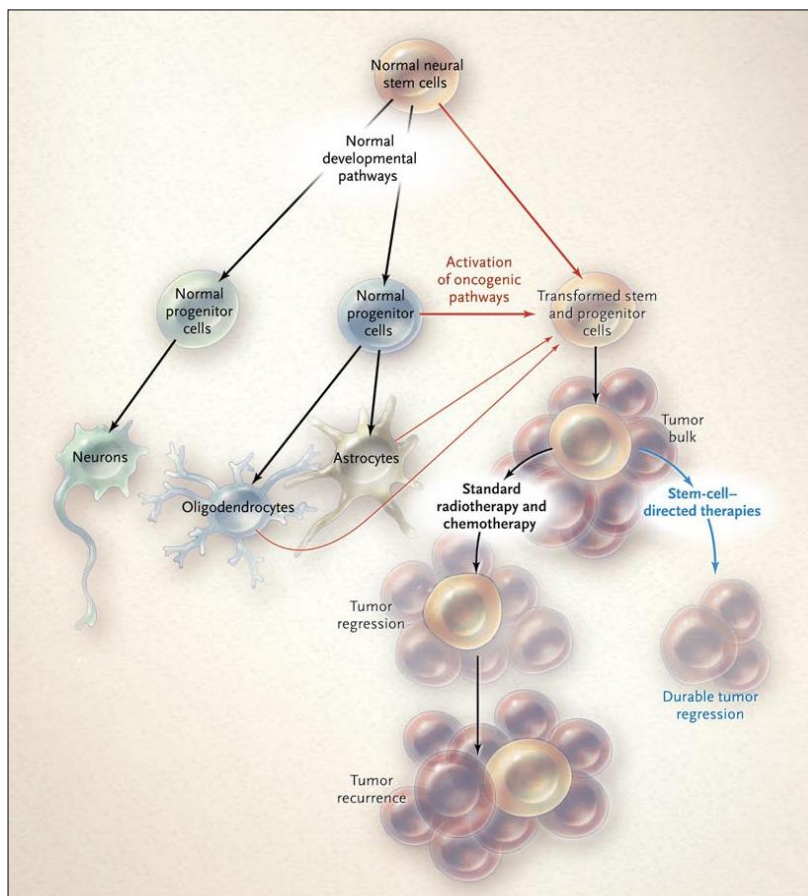 Normal neural
stem cells
Normal
developmental
pathways
Activation
of oncogenic
pathways
Normal
progenitor
cells
Normal
progenitor
cells
Transformed stem
and progenitor
cells
Neurons
Oligodendrocytes
Astrocytes
Tumor
bulk
Standard
radiotherapy and
chemotherapy
Stem-cell–
directed therapies
Tumor
regression
Durable tumor
regression
Tumor
recurrence